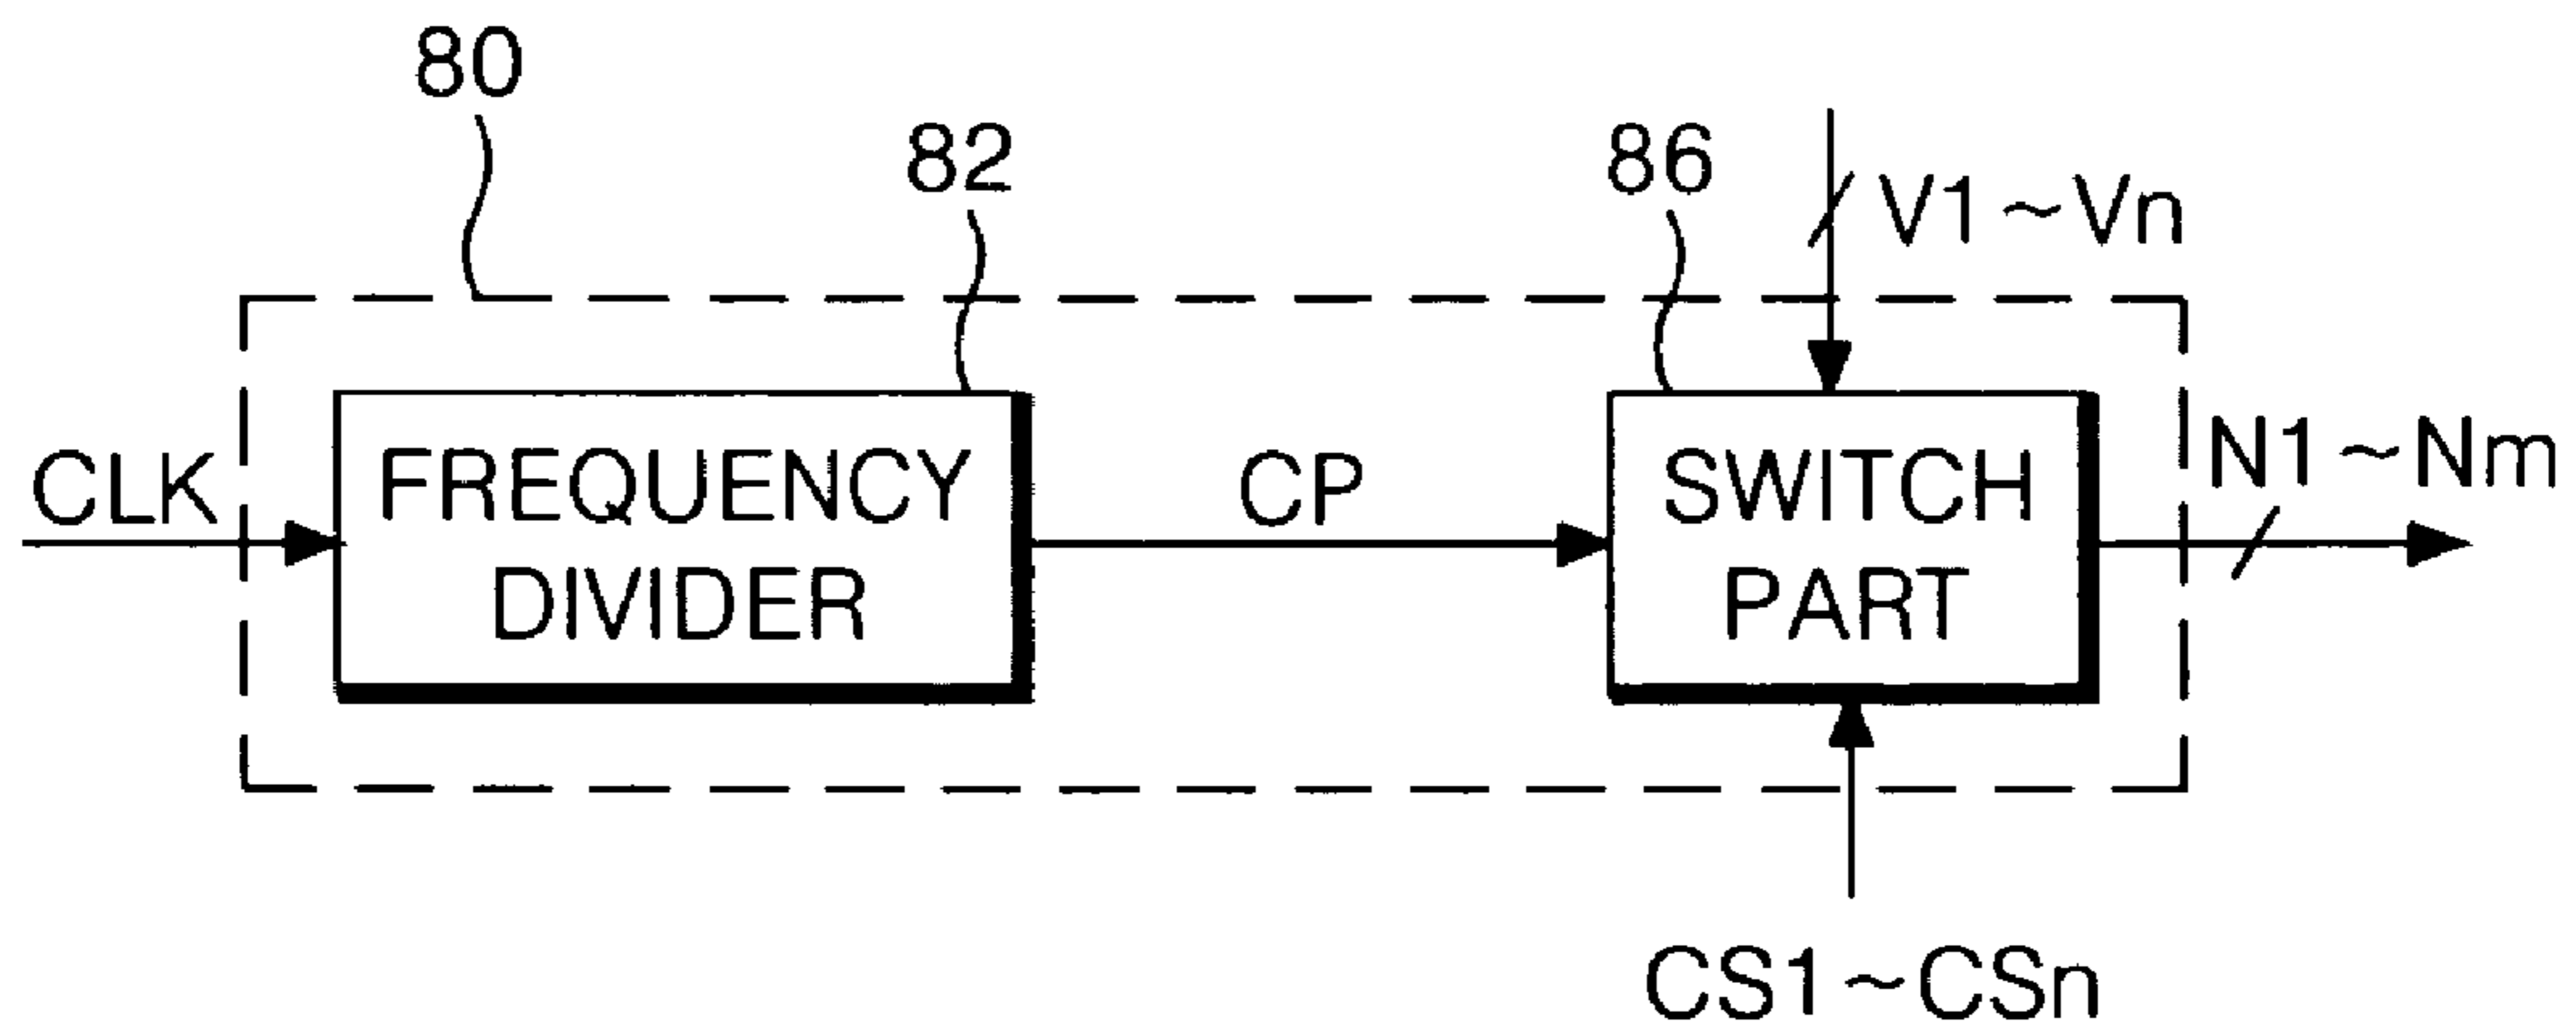 80
82
86
V1~Vn
CLK
FREQUENCY
DIVIDER
CP
SWITCH
PART
N1~Nm
CS1~CSn